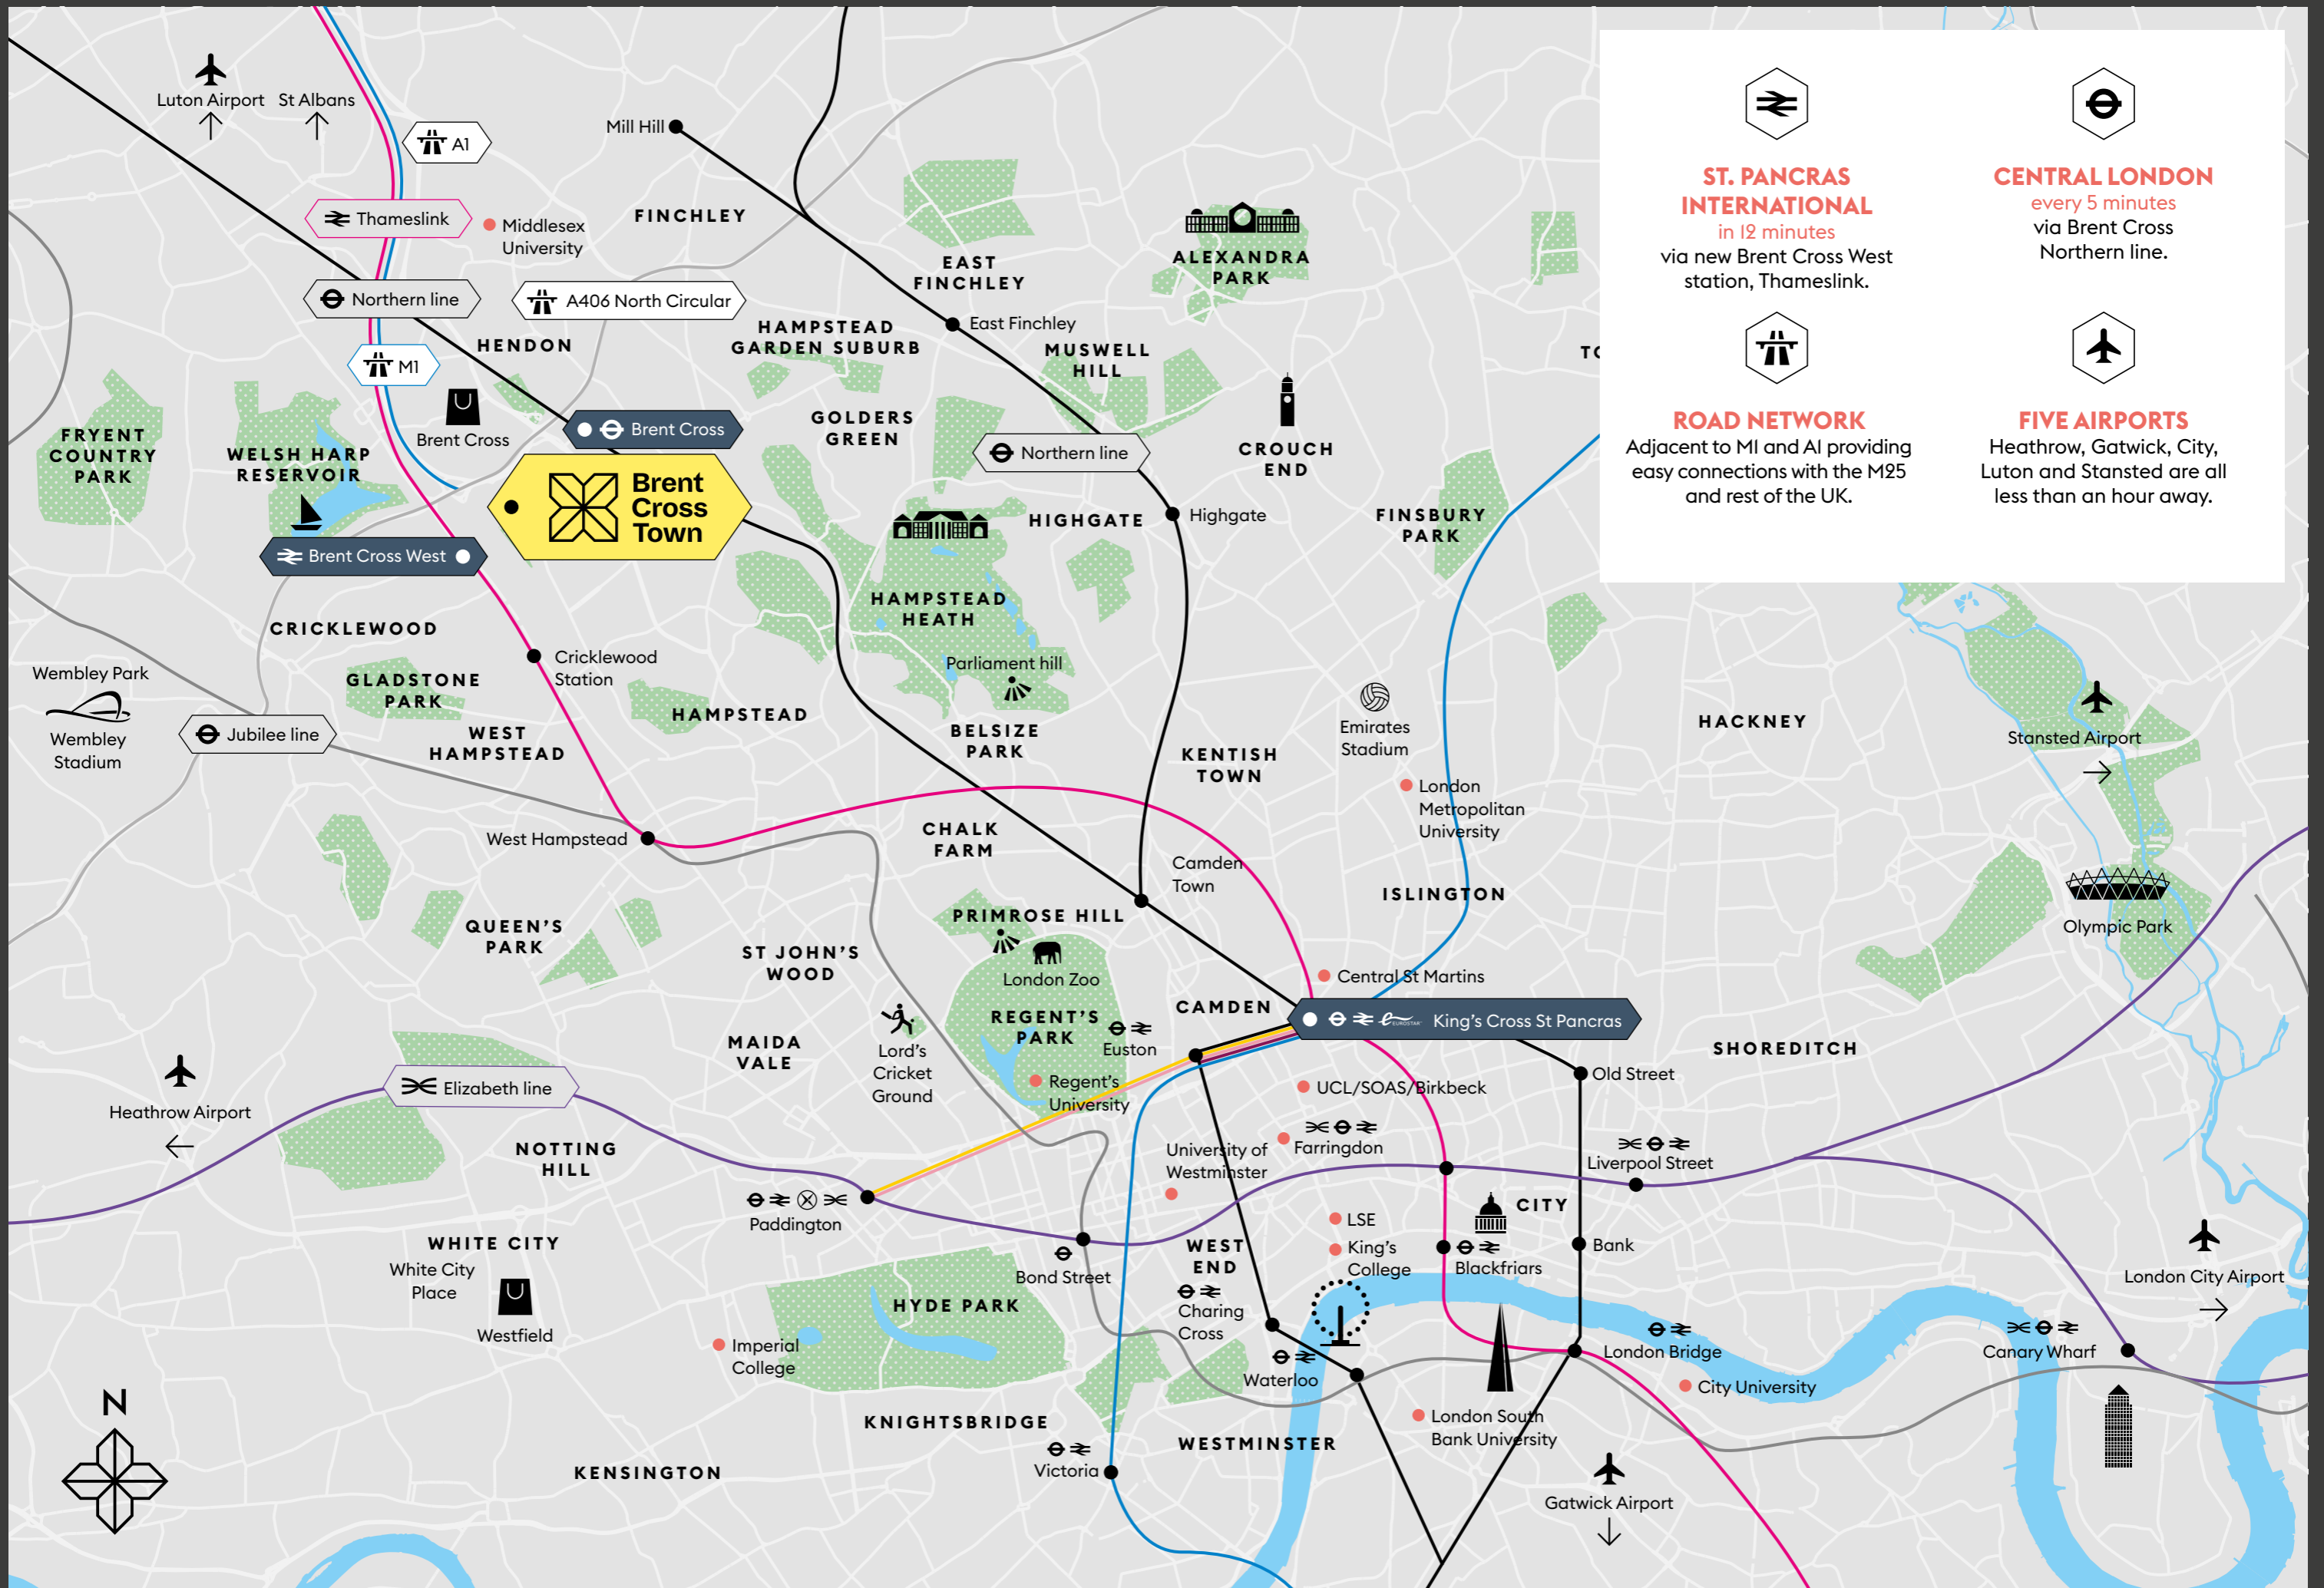 Luton Airport
St Albans
A1
Mill Hill
Thameslink
Middlesex
University
FINCHLEY
Northern line
A406 North Circular
EAST
FINCHLEY
ALEXANDRA
PARK
HENDON
HAMPSTEAD
GARDEN SUBURB
East Finchley
MUSWELL
HILL
M1
Brent Cross
Brent Cross
GOLDERS
GREEN
Northern line
CROUCH
END
FRYENT
COUNTRY
PARK
WELSH HARP
RESERVOIR
Brent
Cross
Town
HIGHGATE
Highgate
FINSBURY
PARK
Brent Cross West
ST. PANCRAS
INTERNATIONAL
in 12 minutes
via new Brent Cross West
station, Thameslink.
CENTRAL LONDON
every 5 minutes
via Brent Cross
Northern line.
ROAD NETWORK
Adjacent to M1 and A1 providing
easy connections with the M25
and rest of the UK.
FIVE AIRPORTS
Heathrow, Gatwick, City,
Luton and Stansted are all
less than an hour away.
CRICKLEWOOD
HAMPSTEAD
HEATH
Cricklewood
Station
Parliament hill
Wembley Park
Wembley
Stadium
GLADSTONE
PARK
Jubilee line
HAMPSTEAD
WEST
HAMPSTEAD
BELSIZE
PARK
KENTISH
TOWN
Emirates
Stadium
HACKNEY
Stansted Airport
London
Metropolitan
University
West Hampstead
CHALK
FARM
Camden
Town
ISLINGTON
Olympic Park
QUEEN'S
PARK
PRIMROSE HILL
ST JOHN'S
WOOD
London Zoo
Central St Martins
CAMDEN
REGENT'S
PARK
EUROSTAR
King's Cross St Pancras
MAIDA
VALE
Lord's
Cricket
Ground
Euston
SHOREDITCH
Elizabeth line
Regent's
University
UCL/SOAS/Birkbeck
Old Street
Heathrow Airport
NOTTING
HILL
University of
Westminster
Farringdon
Liverpool Street
Paddington
CITY
LSE
WHITE CITY
White City
Place
Westfield
Bond Street
WEST
END
King's
College
Blackfriars
Bank
London City Airport
HYDE PARK
Charing
Cross
Imperial
College
Waterloo
London Bridge
Canary Wharf
City University
N
KNIGHTSBRIDGE
London South
Bank University
WESTMINSTER
Victoria
KENSINGTON
Gatwick Airport